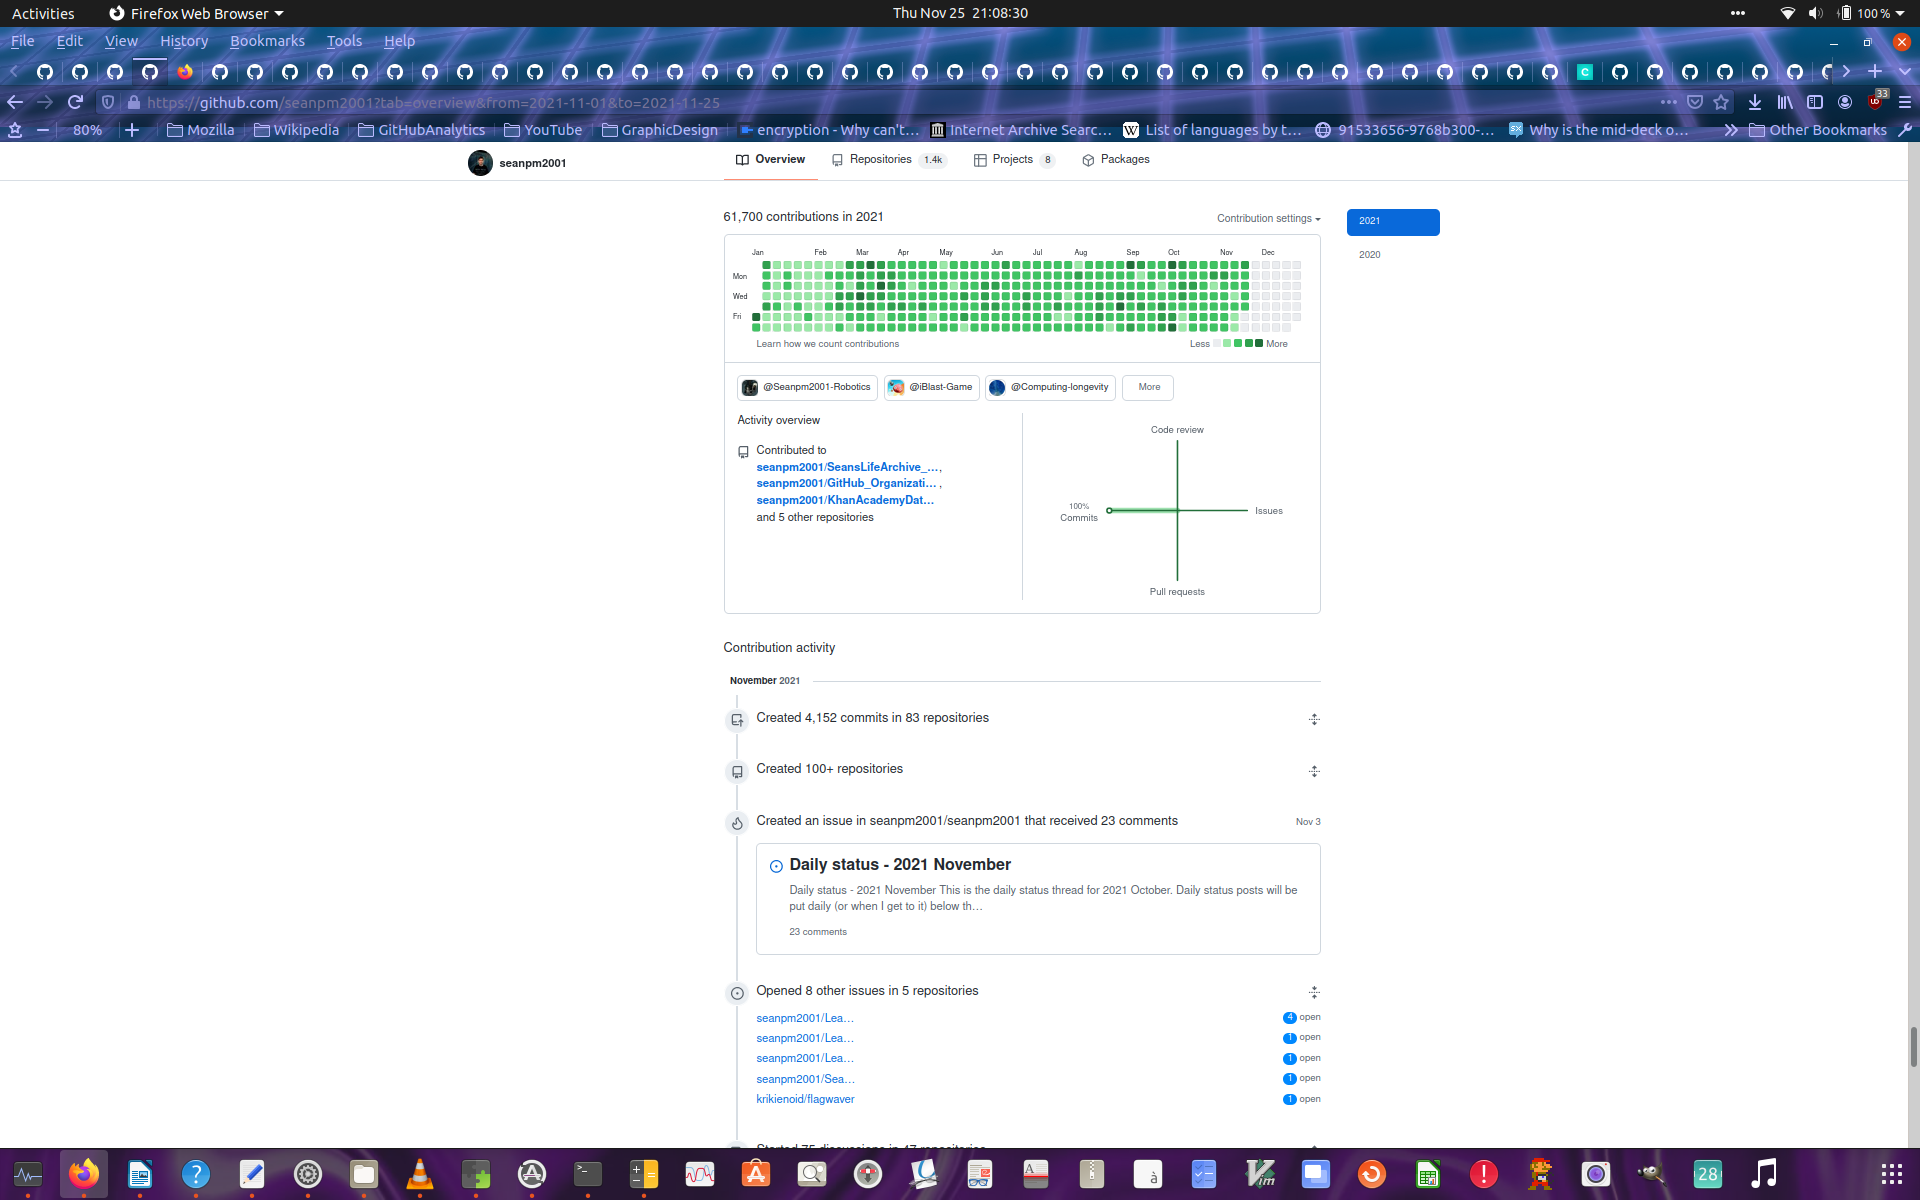 Activities
Firefox Web Browser
Thu Nov 25 21:08:30
100 %
File Edit View History Bookmarks Tools Help
https://github.com/seanpm2001?tab=overview&from=2021-11-01&to=2021-11-25
33
80%
Mozilla
Wikipedia
GitHubAnalytics
YouTube
GraphicDesign
encryption - Why can't…
Internet Archive Searc…
List of languages by t…
91533656-9768b300-…
Why is the mid-deck o…
Other Bookmarks
seanpm2001
Overview
Repositories 1.4k
Projects 8
Packages
61,700 contributions in 2021
Contribution settings
2021
2020
Jan Feb Mar Apr May Jun Jul Aug Sep Oct Nov Dec
Mon
Wed
Fri
Learn how we count contributions
Less More
@Seanpm2001-Robotics
@iBlast-Game
@Computing-longevity
More
Activity overview
Contributed to
seanpm2001/SeansLifeArchive_…,
seanpm2001/GitHub_Organizati… ,
seanpm2001/KhanAcademyDat…
and 5 other repositories
Code review
100%
Commits
Issues
Pull requests
Contribution activity
November 2021
Created 4,152 commits in 83 repositories
Created 100+ repositories
Created an issue in seanpm2001/seanpm2001 that received 23 comments
Nov 3
Daily status - 2021 November
Daily status - 2021 November This is the daily status thread for 2021 October. Daily status posts will be
put daily (or when I get to it) below th…
23 comments
Opened 8 other issues in 5 repositories
seanpm2001/Lea… 4 open
seanpm2001/Lea… 1 open
seanpm2001/Lea… 1 open
seanpm2001/Sea… 1 open
krikienoid/flagwaver 1 open
Started 75 discussions in 47 repositories
28